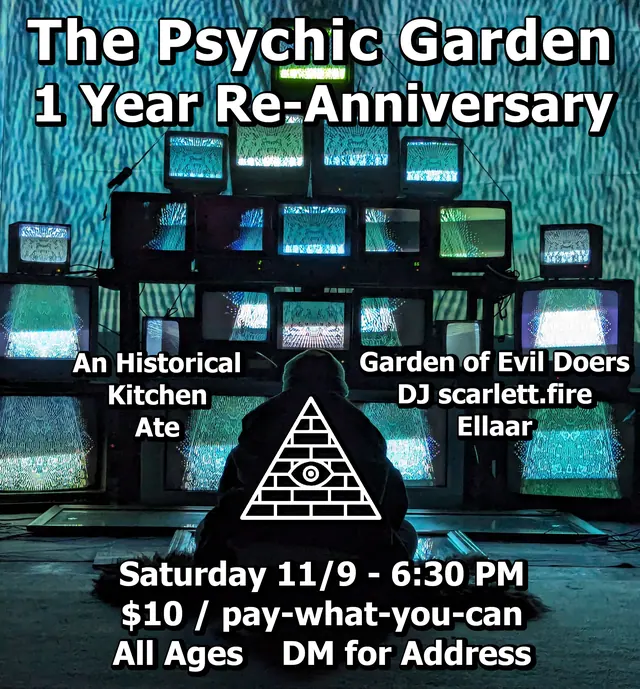 The Psychic Garden
1 Year Re-Anniversary
An Historical
Kitchen
Ate
Garden of Evil Doers
DJ scarlett.fire
Ellaar
Saturday 11/9 - 6:30 PM
$10 / pay-what-you-can
All Ages DM for Address